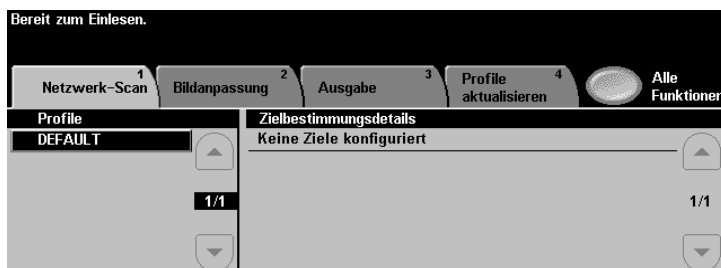 Bereit zum Einlesen.
1 2 3 4
Netzwerk-Scan Bildanpassung Ausgabe Profile aktualisieren Alle Funktionen
Profile Zielbestimmungsdetails
DEFAULT Keine Ziele konfiguriert
1/1 1/1